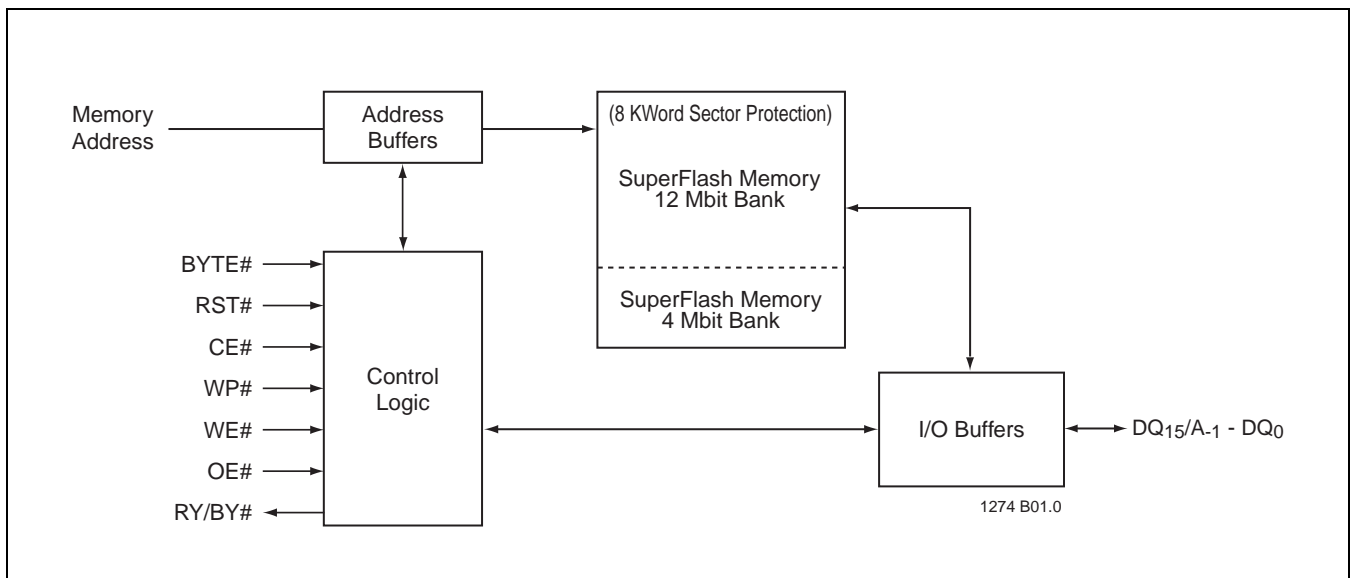 Memory
Address
Address
Buffers
(8 KWord Sector Protection)
SuperFlash Memory
12 Mbit Bank
SuperFlash Memory
4 Mbit Bank
BYTE#
RST#
CE#
WP#
WE#
OE#
RY/BY#
Control
Logic
I/O Buffers
DQ15/A-1 - DQ0
1274 B01.0